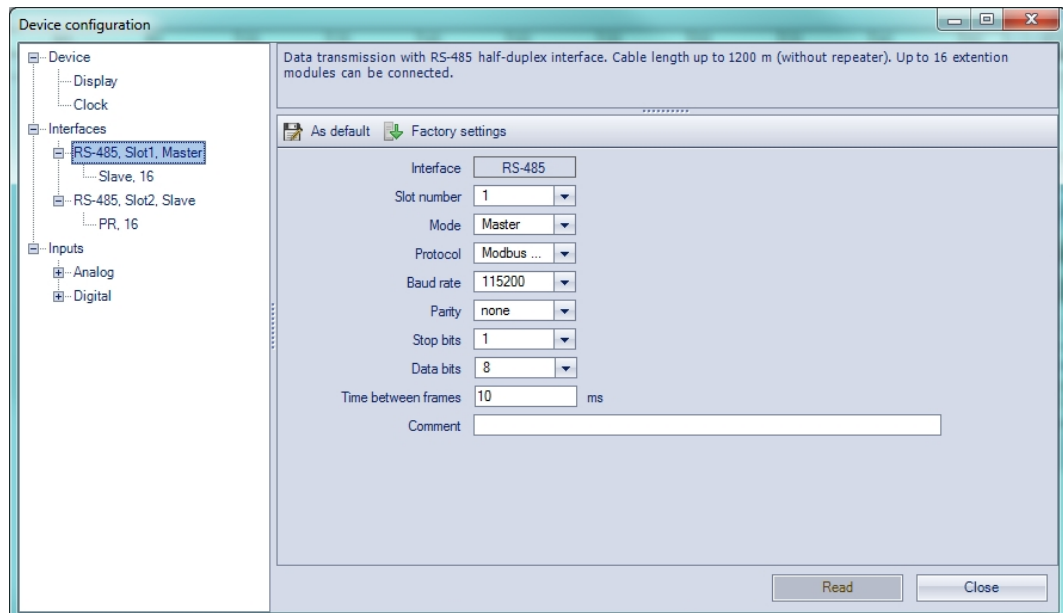 Device configuration
Device
Display
Clock
Interfaces
RS-485, Slot1, Master
Slave, 16
RS-485, Slot2, Slave
PR, 16
Inputs
Analog
Digital
Data transmission with RS-485 half-duplex interface. Cable length up to 1200 m (without repeater). Up to 16 extention
modules can be connected.
As default Factory settings
Interface RS-485
Slot number 1
Mode Master
Protocol Modbus ...
Baud rate 115200
Parity none
Stop bits 1
Data bits 8
Time between frames 10 ms
Comment
Read Close